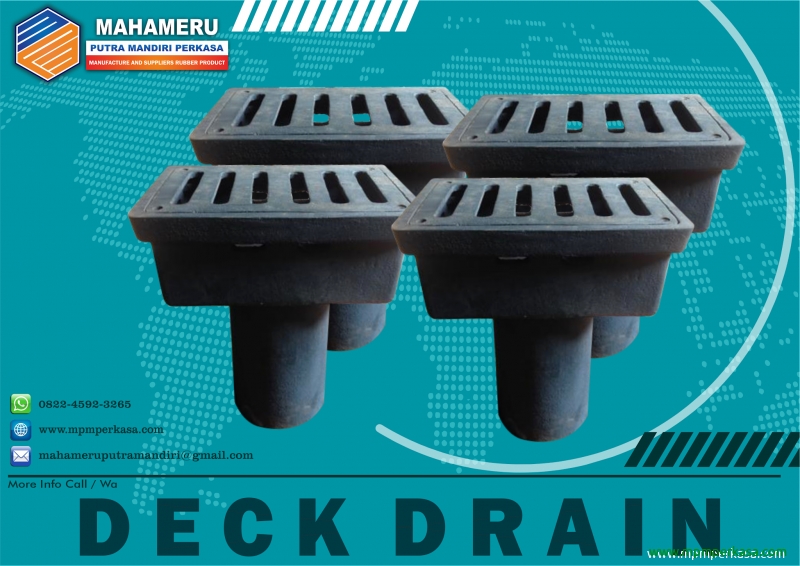 MAHAMERU
PUTRA MANDIRI PERKASA
MANUFACTURE AND SUPPLIERS RUBBER PRODUCT
0822-4592-3265
www.mpmperkasa.com
mahameruputramandiri@gmail.com
More Info Call / Wa
DECK DRAIN
www.mpmperkasa.com